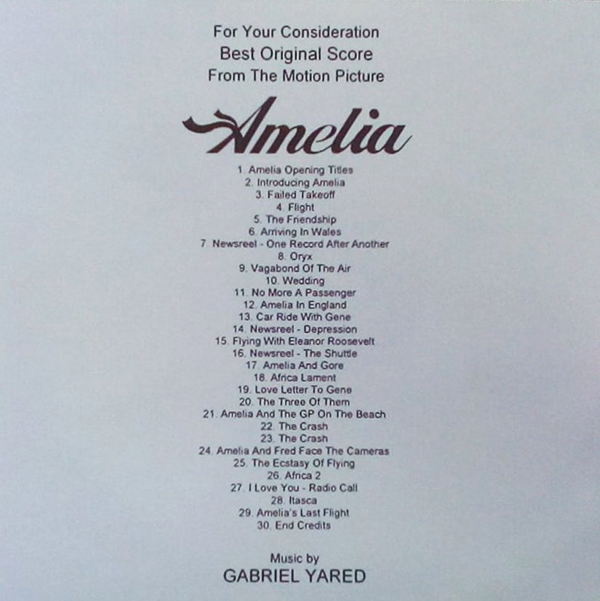 For Your Consideration
Best Original Score
From The Motion Picture
Amelia
1. Amelia Opening Titles
2. Introducing Amelia
3. Failed Takeoff
4. Flight
5. The Friendship
6. Arriving In Wales
7. Newsreel - One Record After Another
8. Oryx
9. Vagabond Of The Air
10. Wedding
11. No More A Passenger
12. Amelia In England
13. Car Ride With Gene
14. Newsreel - Depression
15. Flying With Eleanor Roosevelt
16. Newsreel - The Shuttle
17. Amelia And Gore
18. Africa Lament
19. Love Letter To Gene
20. The Three Of Them
21. Amelia And The GP On The Beach
22. The Crash
23. The Crash
24. Amelia And Fred Face The Cameras
25. The Ecstasy Of Flying
26. Africa 2
27. I Love You - Radio Call
28. Itasca
29. Amelia's Last Flight
30. End Credits
Music by
GABRIEL YARED